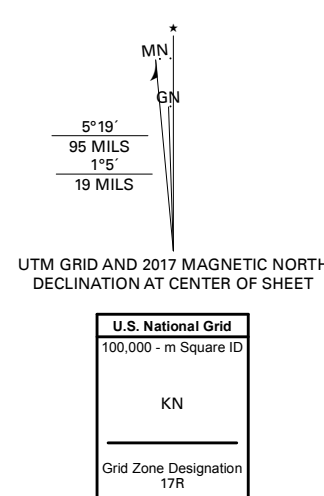 ★
MN
GN
5°19´
95 MILS
1°5´
19 MILS
UTM GRID AND 2017 MAGNETIC NORTH
DECLINATION AT CENTER OF SHEET
U.S. National Grid
100,000 - m Square ID
KN
Grid Zone Designation
17R